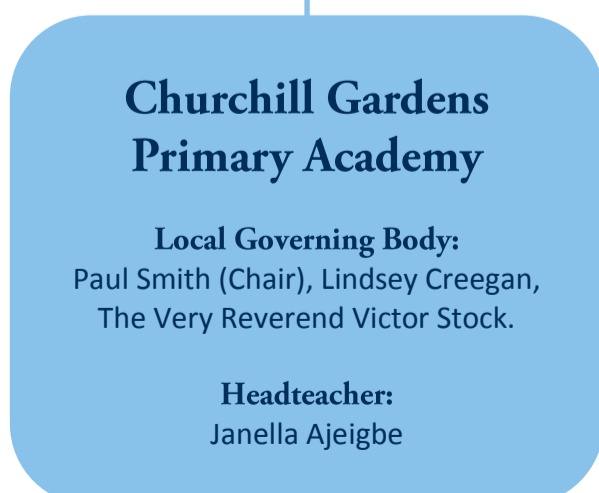 Churchill Gardens
Primary Academy
Local Governing Body:
Paul Smith (Chair), Lindsey Creegan,
The Very Reverend Victor Stock.
Headteacher:
Janella Ajeigbe